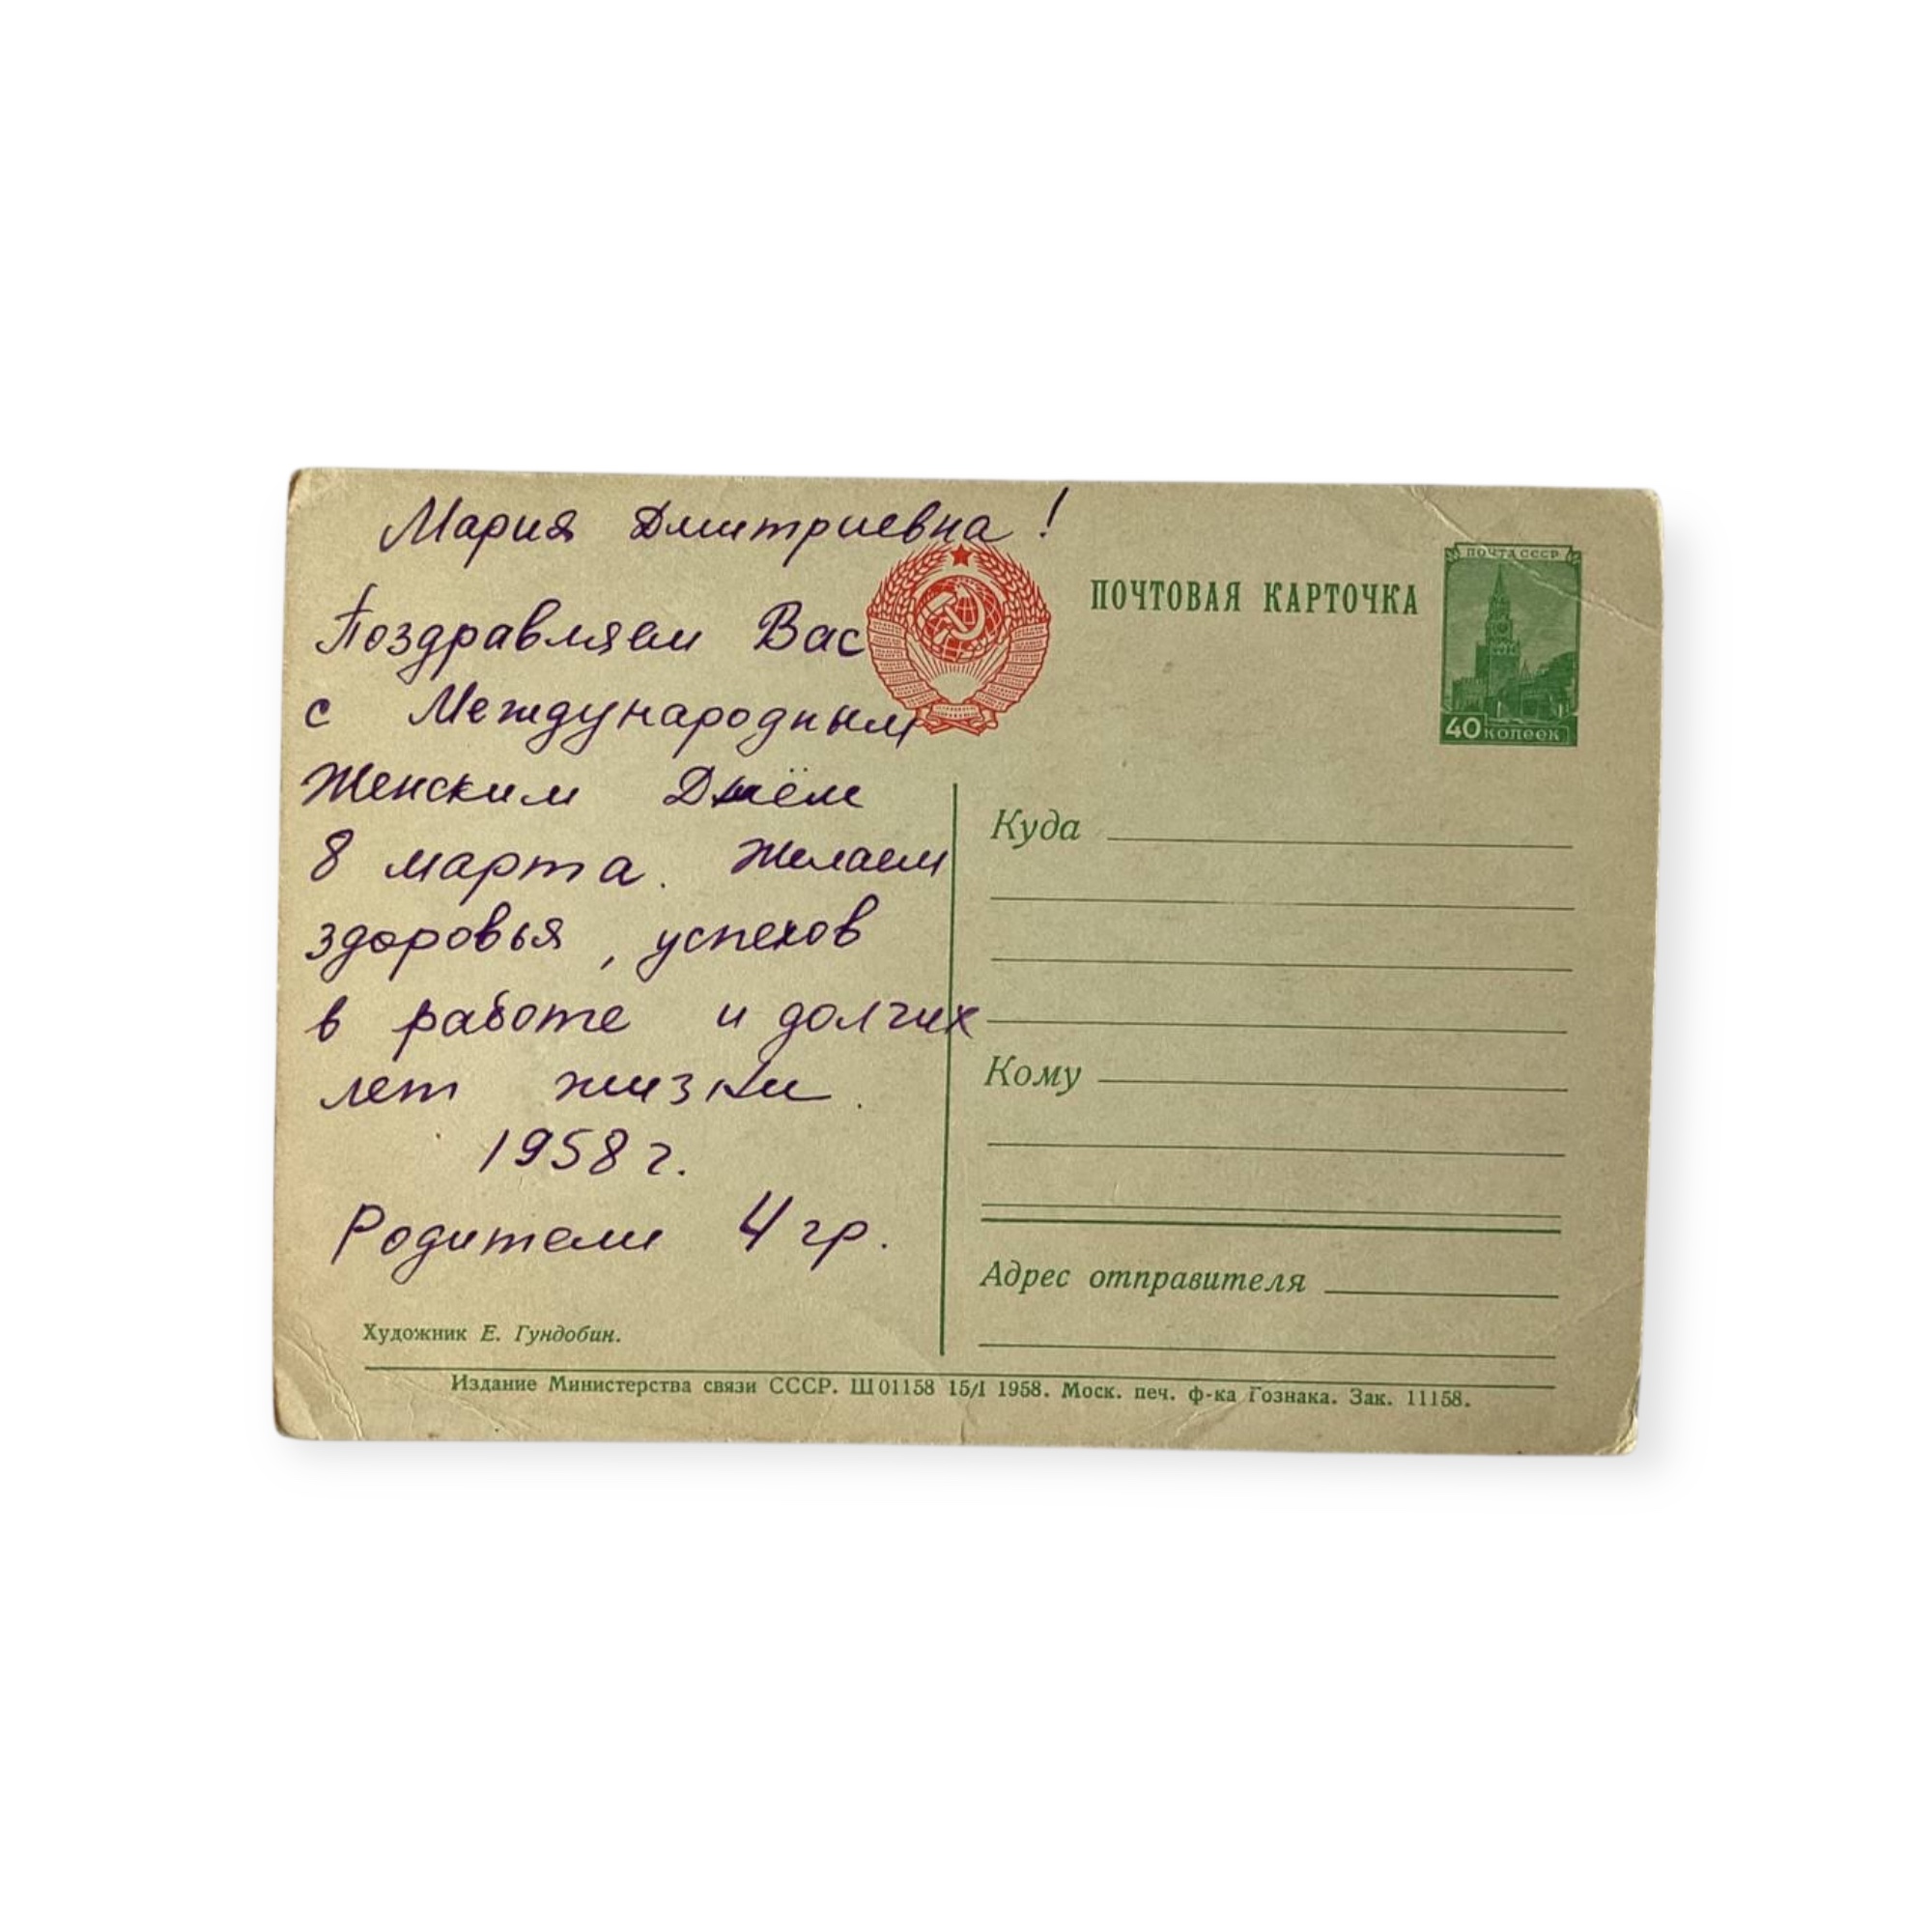 Мария Дмитриевна!
Поздравляем Вас
с Международным
Женским Днём
8 марта. Желаем
здоровья, успехов
в работе и долгих
лет жизни.
1958 г.
Родители 4 гр.
Художник Е. Гундобин.
ПОЧТОВАЯ КАРТОЧКА
ПОЧТА СССР
40 КОПЕЕК
Куда
Кому
Адрес отправителя
Издание Министерства связи СССР. Ш 01158 15/I 1958. Моск. печ. ф-ка Гознака. Зак. 11158.